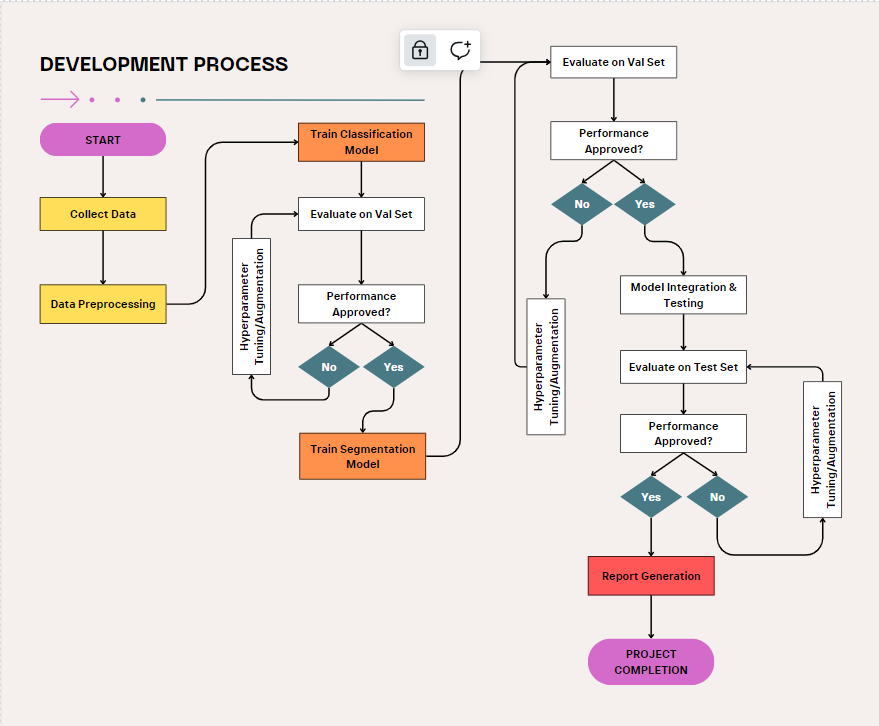 DEVELOPMENT PROCESS
START
Collect Data
Data Preprocessing
Train Classification
Model
Evaluate on Val Set
Performance
Approved?
No
Yes
Hyperparameter
Tuning/Augmentation
Train Segmentation
Model
Evaluate on Val Set
Performance
Approved?
No
Yes
Hyperparameter
Tuning/Augmentation
Model Integration &
Testing
Evaluate on Test Set
Performance
Approved?
Yes
No
Hyperparameter
Tuning/Augmentation
Report Generation
PROJECT
COMPLETION